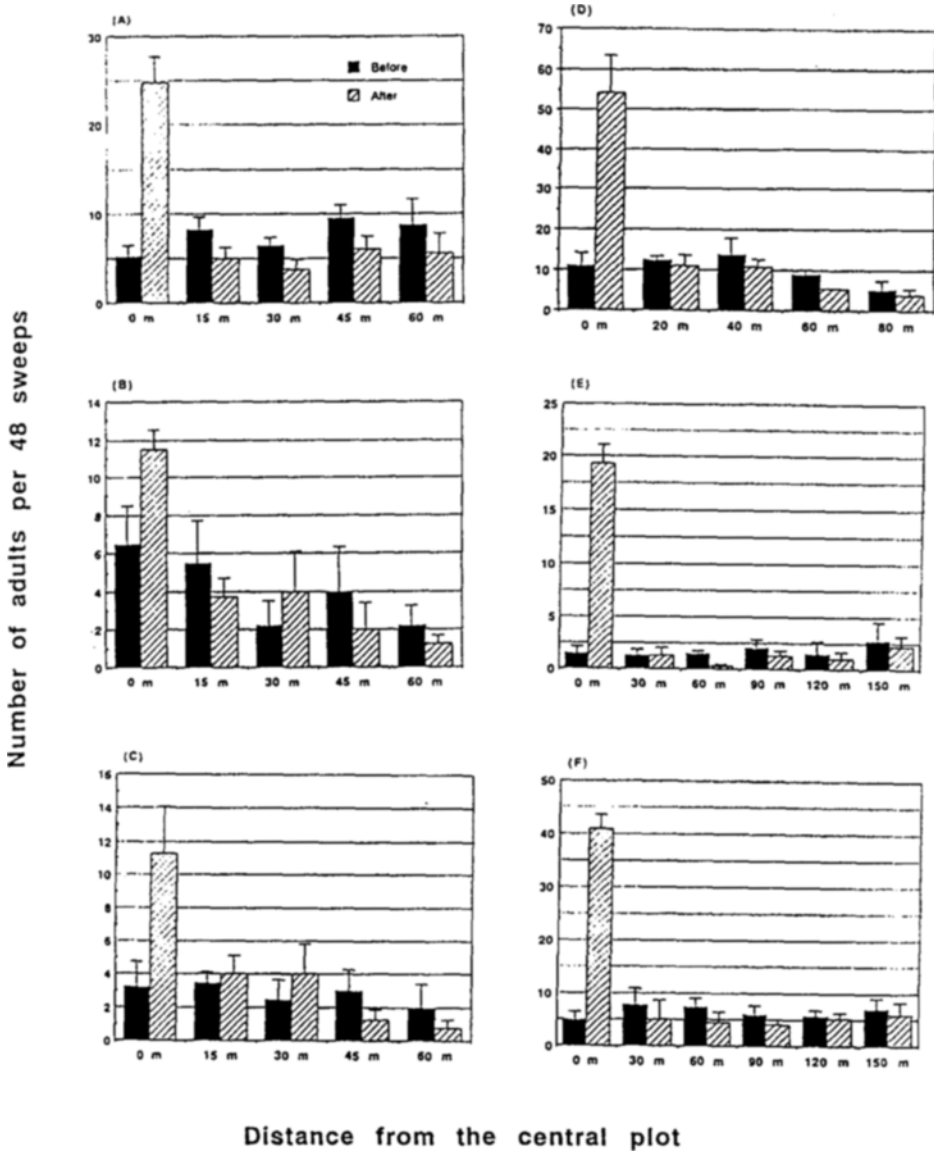 Number of adults per 48 sweeps
(A)
30
20
10
0
Before
After
0 m 15 m 30 m 45 m 60 m
(B)
14
12
10
8
6
4
2
0
0 m 15 m 30 m 45 m 60 m
(C)
16
14
12
10
8
6
4
2
0
0 m 15 m 30 m 45 m 60 m
(D)
70
60
50
40
30
20
10
0
0 m 20 m 40 m 60 m 80 m
(E)
25
20
15
10
5
0
0 m 30 m 60 m 90 m 120 m 150 m
(F)
50
40
30
20
10
0
0 m 30 m 60 m 90 m 120 m 150 m
Distance from the central plot